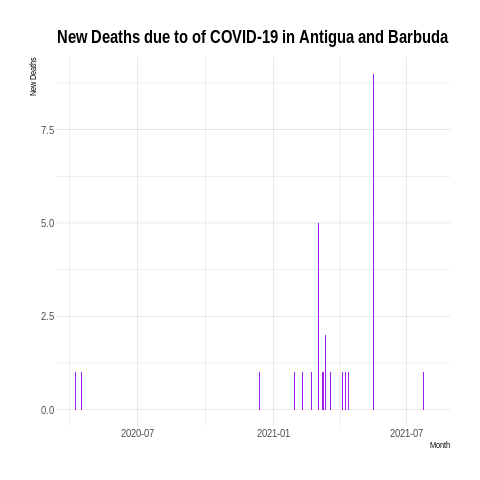 New Deaths due to of COVID-19 in Antigua and Barbuda
New Deaths
7.5
5.0
2.5
0.0
2020-07
2021-01
2021-07
Month